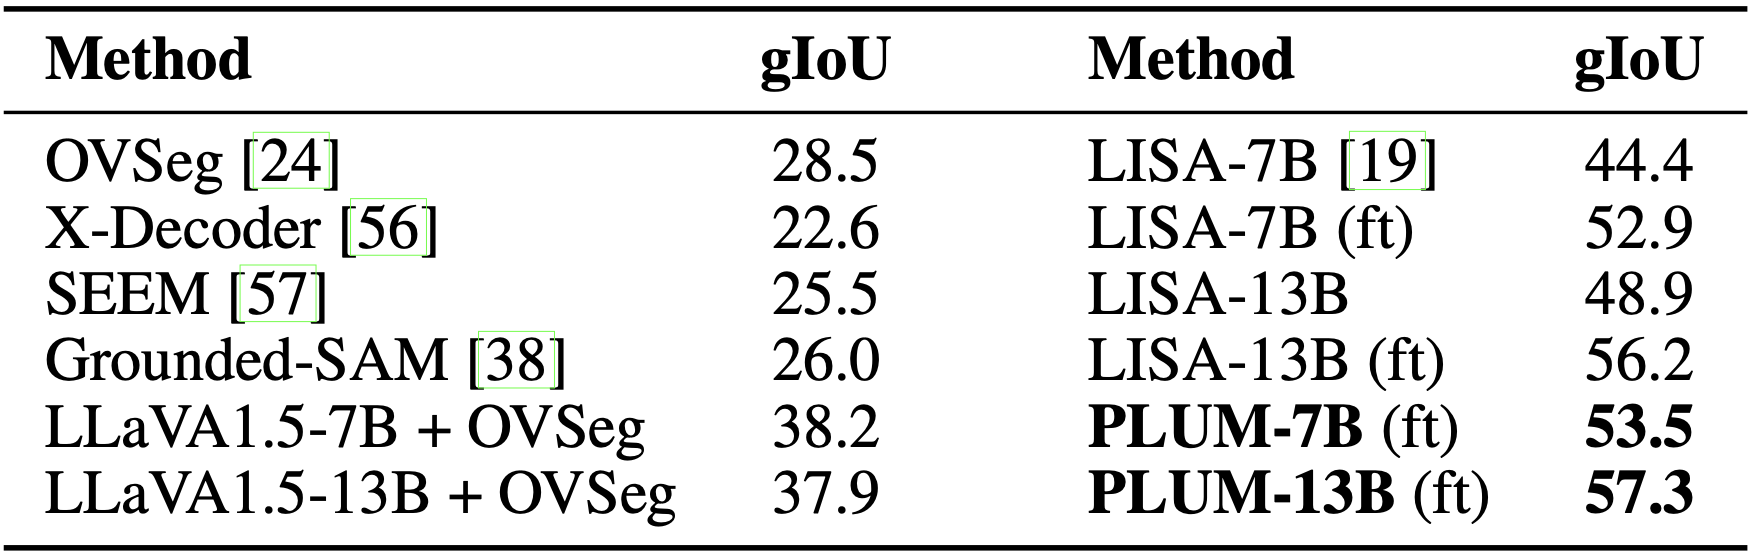 Method gIoU Method gIoU
OVSeg [24] 28.5 LISA-7B [19] 44.4
X-Decoder [56] 22.6 LISA-7B (ft) 52.9
SEEM [57] 25.5 LISA-13B 48.9
Grounded-SAM [38] 26.0 LISA-13B (ft) 56.2
LLaVA1.5-7B + OVSeg 38.2 PLUM-7B (ft) 53.5
LLaVA1.5-13B + OVSeg 37.9 PLUM-13B (ft) 57.3